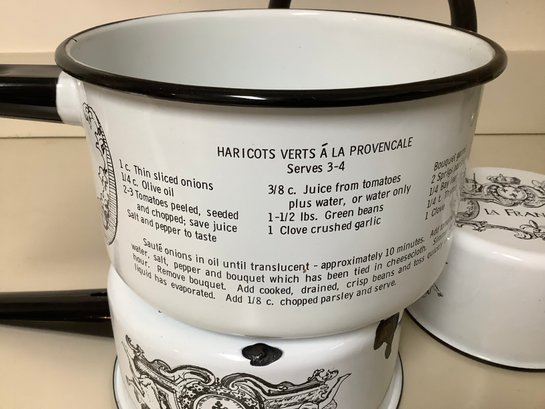 HARICOTS VERTS Á LA PROVENCALE
Serves 3-4
1 c. Thin sliced onions
1/4 c. Olive oil
2-3 Tomatoes peeled, seeded
and chopped; save juice
Salt and pepper to taste
3/8 c. Juice from tomatoes
plus water, or water only
1-1/2 lbs. Green beans
1 Clove crushed garlic
Bouquet
2 Sprigs
1/4 Bay
1/4 t.
1 Clove
Sauté onions in oil until translucent - approximately 10 minutes. Add
water, salt, pepper and bouquet which has been tied in cheesecloth.
hour. Remove bouquet. Add cooked, drained, crisp beans and toss
liquid has evaporated. Add 1/8 c. chopped parsley and serve.
LA FRAN